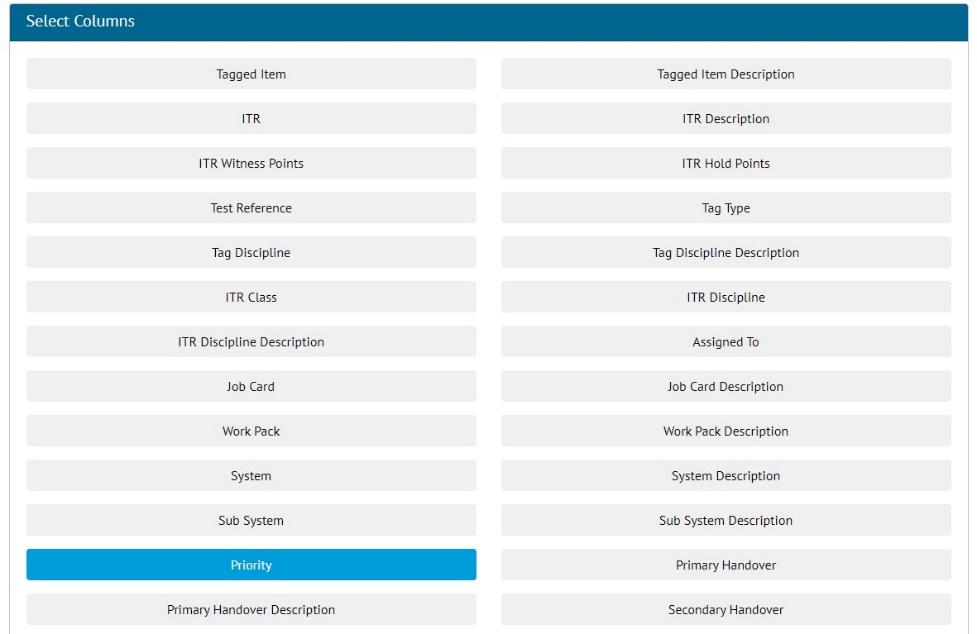 Select Columns
Tagged Item
Tagged Item Description
ITR
ITR Description
ITR Witness Points
ITR Hold Points
Test Reference
Tag Type
Tag Discipline
Tag Discipline Description
ITR Class
ITR Discipline
ITR Discipline Description
Assigned To
Job Card
Job Card Description
Work Pack
Work Pack Description
System
System Description
Sub System
Sub System Description
Priority
Primary Handover
Primary Handover Description
Secondary Handover